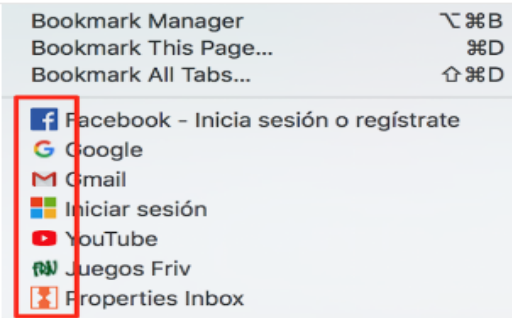 Bookmark Manager ⌥⌘B
Bookmark This Page... ⌘D
Bookmark All Tabs... ⇧⌘D
Facebook - Inicia sesión o regístrate
Google
Gmail
Iniciar sesión
YouTube
Juegos Friv
Properties Inbox